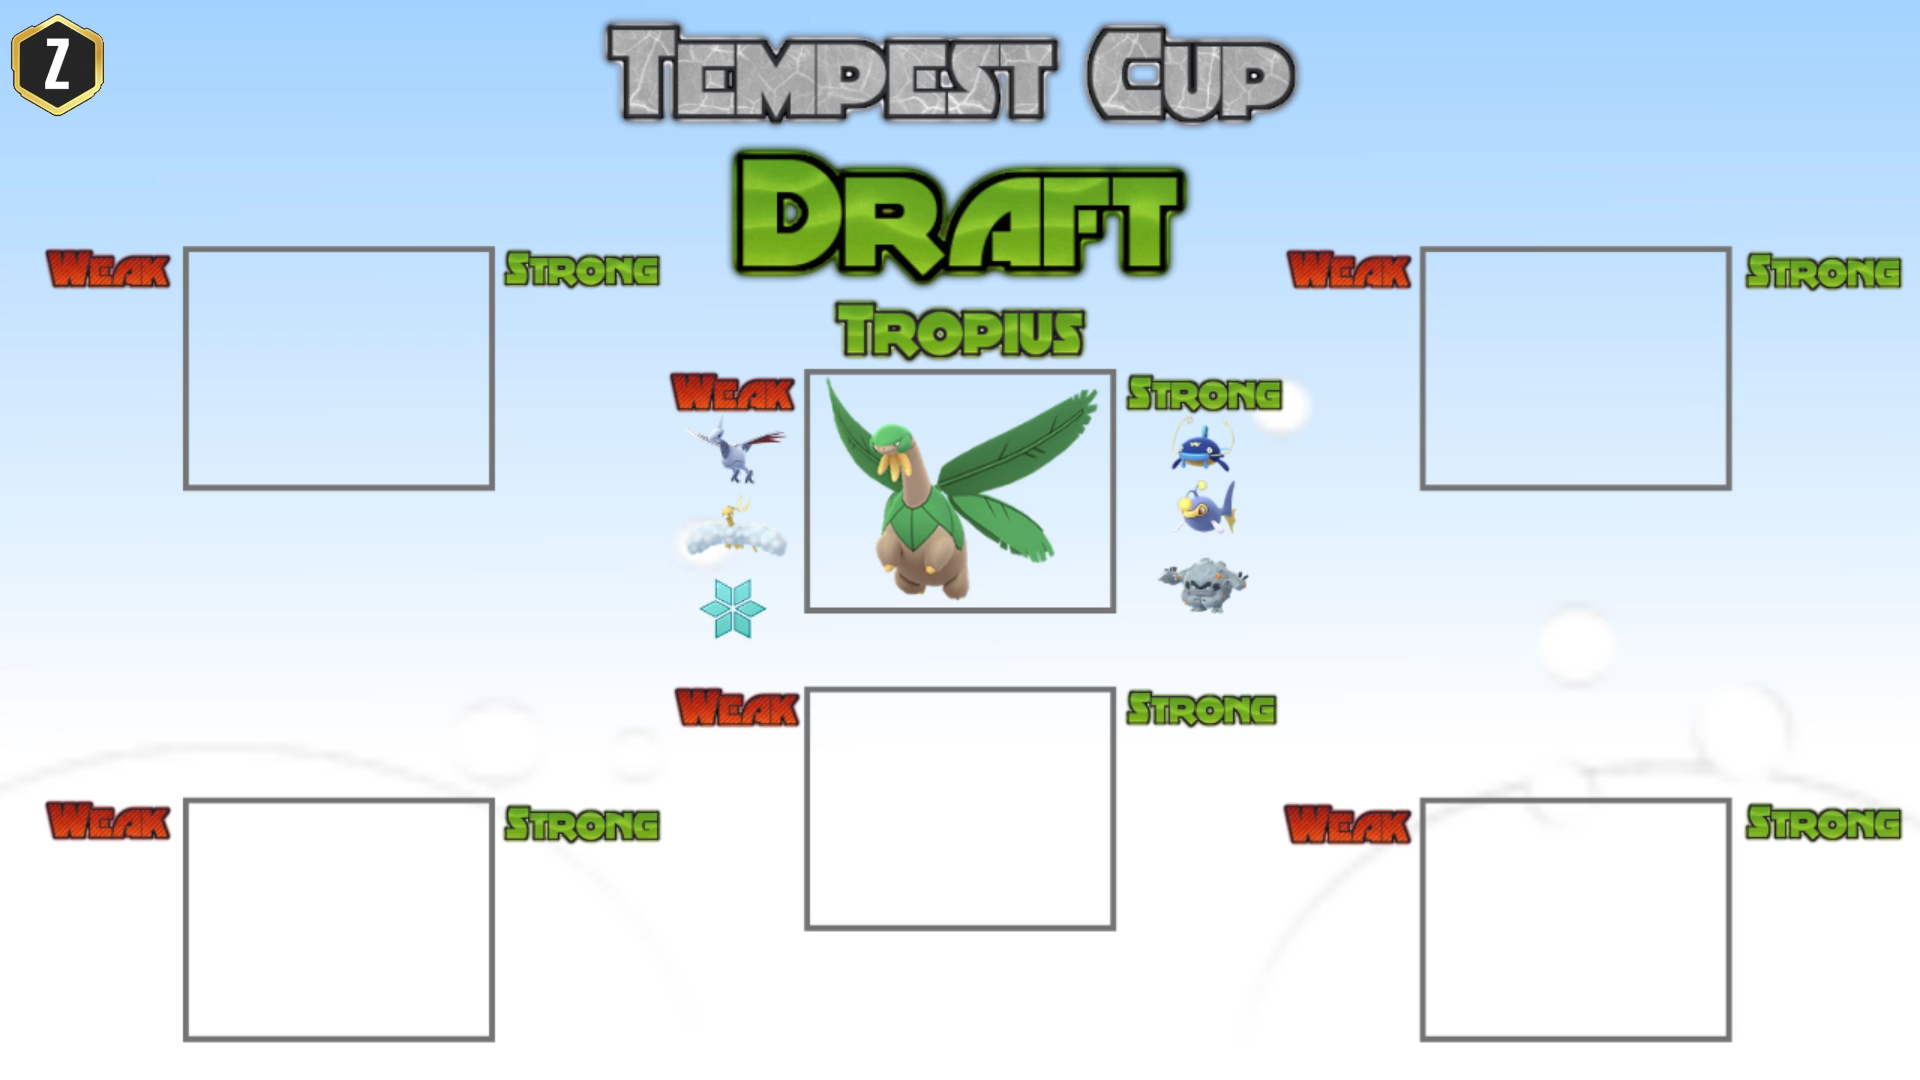 Z
TEMPEST CUP
DRAFT
WEAK
STRONG
WEAK
STRONG
TROPIUS
WEAK
STRONG
WEAK
STRONG
WEAK
STRONG
WEAK
STRONG